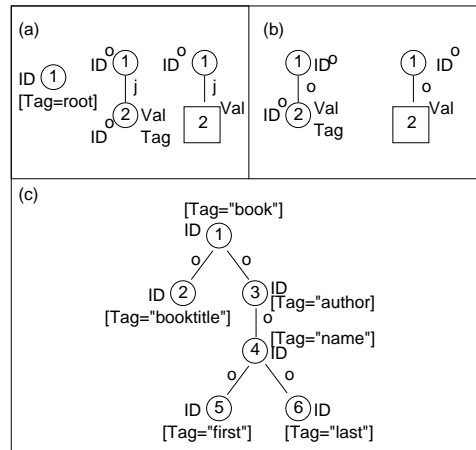 (a)
ID 1
[Tag=root]
ID o 1
j
2 Val
Tag
ID o
ID o 1
j
2 Val
(b)
1 ID o
o
ID o 2 Val
Tag
1 ID o
o
2 Val
(c)
[Tag="book"]
ID 1
o o
ID 2 3 ID
[Tag="author]
[Tag="booktitle"] o
[Tag="name"]
4 ID
o o
ID 5 6 ID
[Tag="first"] [Tag="last"]